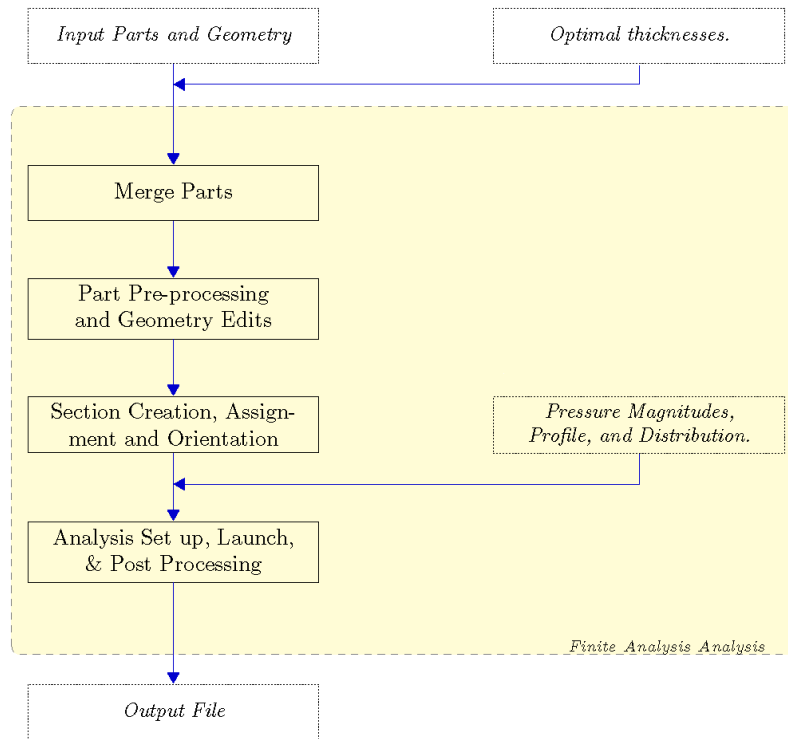 Input Parts and Geometry
Optimal thicknesses.
Merge Parts
Part Pre-processing
and Geometry Edits
Section Creation, Assign-
ment and Orientation
Pressure Magnitudes,
Profile, and Distribution.
Analysis Set up, Launch,
& Post Processing
Finite Analysis Analysis
Output File